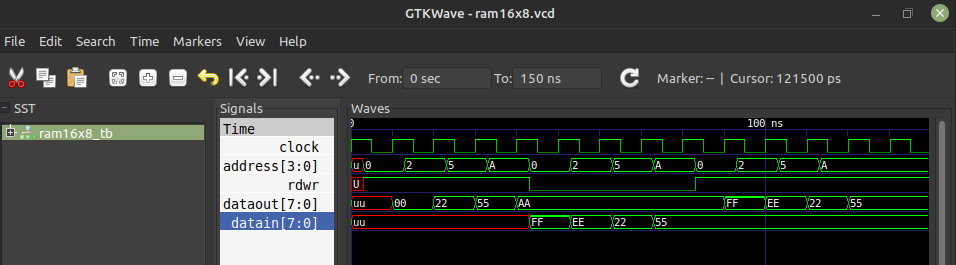 GTKWave - ram16x8.vcd
File Edit Search Time Markers View Help
From: 0 sec To: 150 ns Marker: -- | Cursor: 121500 ps
SST Signals Waves
ram16x8_tb Time 0 100 ns
clock
address[3:0] u 0 2 5 A 0 2 5 A 0 2 5 A
rdwr U
dataout[7:0] uu 00 22 55 AA FF EE 22 55
datain[7:0] uu FF EE 22 55